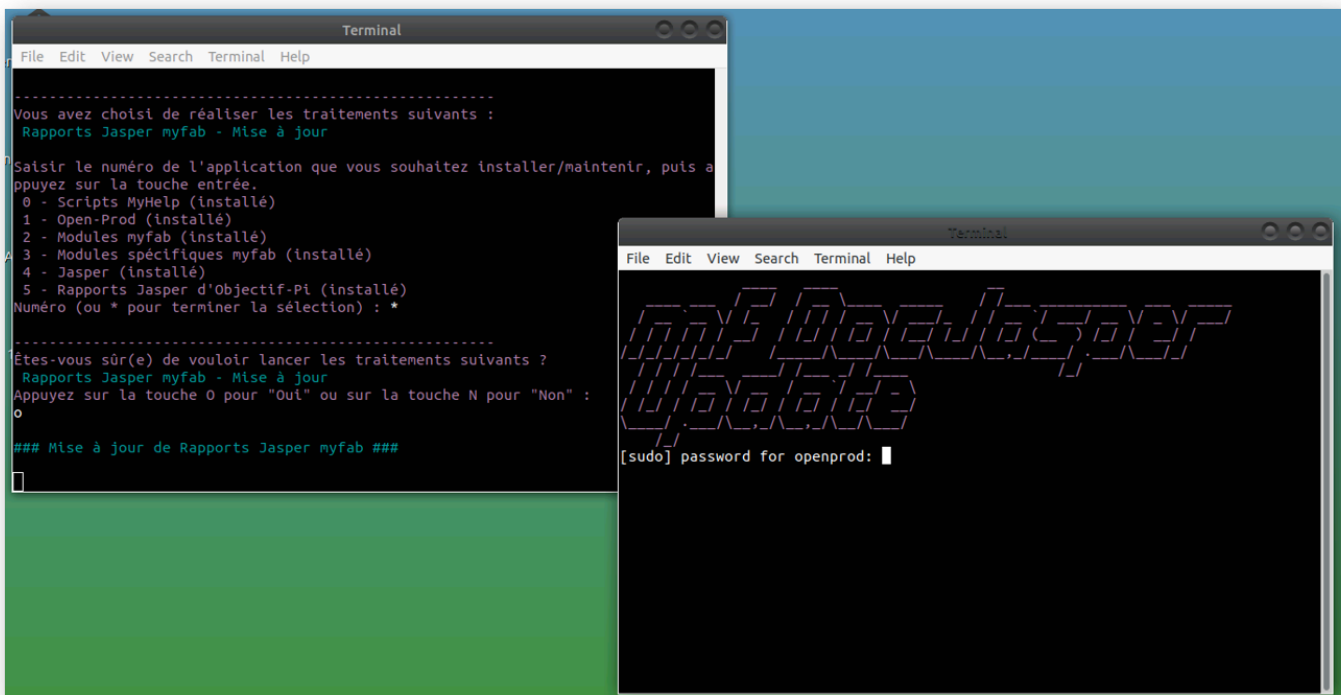 Terminal
File Edit View Search Terminal Help
------------------------------------------------------
Vous avez choisi de réaliser les traitements suivants :
Rapports Jasper myfab - Mise à jour
Saisir le numéro de l'application que vous souhaitez installer/maintenir, puis a
ppuyez sur la touche entrée.
0 - Scripts MyHelp (installé)
1 - Open-Prod (installé)
2 - Modules myfab (installé)
3 - Modules spécifiques myfab (installé)
4 - Jasper (installé)
5 - Rapports Jasper d'Objectif-Pi (installé)
Numéro (ou * pour terminer la sélection) : *
------------------------------------------------------
Êtes-vous sûr(e) de vouloir lancer les traitements suivants ?
Rapports Jasper myfab - Mise à jour
Appuyez sur la touche O pour "Oui" ou sur la touche N pour "Non" :
o
### Mise à jour de Rapports Jasper myfab ###
Terminal
File Edit View Search Terminal Help
mf DocJasper
Update
[sudo] password for openprod: